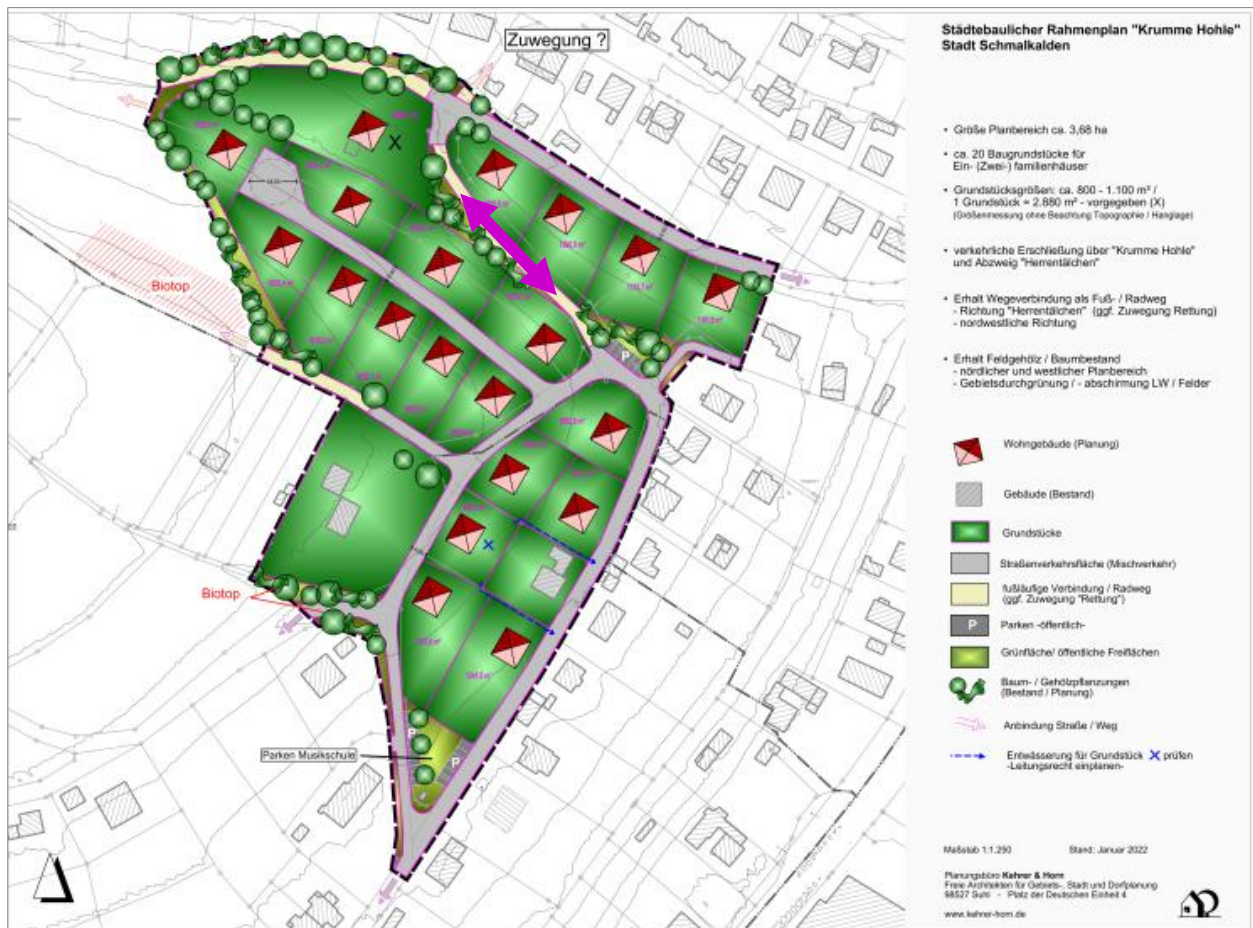 Zuwegung ?
X
Biotop
P
Biotop
X
P
Parken Musikschule
P
Städtebaulicher Rahmenplan "Krumme Hohle"
Stadt Schmalkalden
• Größe Planbereich ca. 3,68 ha
• ca. 20 Baugrundstücke für
Ein- (Zwei-) familienhäuser
• Grundstücksgrößen: ca. 800 - 1.100 m² /
1 Grundstück = 2.880 m² - vorgegeben (X)
(Größenmessung ohne Beachtung Topographie / Hanglage)
• verkehrliche Erschließung über "Krumme Hohle"
und Abzweig "Herrentälchen"
• Erhalt Wegeverbindung als Fuß- / Radweg
- Richtung "Herrentälchen" (ggf. Zuwegung Rettung)
- nordwestliche Richtung
• Erhalt Feldgehölz / Baumbestand
- nördlicher und westlicher Planbereich
- Gebietsdurchgrünung / - abschirmung LW / Felder
Wohngebäude (Planung)
Gebäude (Bestand)
Grundstücke
Straßenverkehrsfläche (Mischverkehr)
fußläufige Verbindung / Radweg
(ggf. Zuwegung "Rettung")
P Parken -öffentlich-
Grünfläche/ öffentliche Freiflächen
Baum- / Gehölzpflanzungen
(Bestand / Planung)
Anbindung Straße / Weg
Entwässerung für Grundstück X prüfen
-Leitungsrecht einplanen-
Maßstab 1:1.250 Stand: Januar 2022
Planungsbüro Kehrer & Horn
Freie Architekten für Gebiets-, Stadt und Dorfplanung
98527 Suhl - Platz der Deutschen Einheit 4
www.kehrer-horn.de